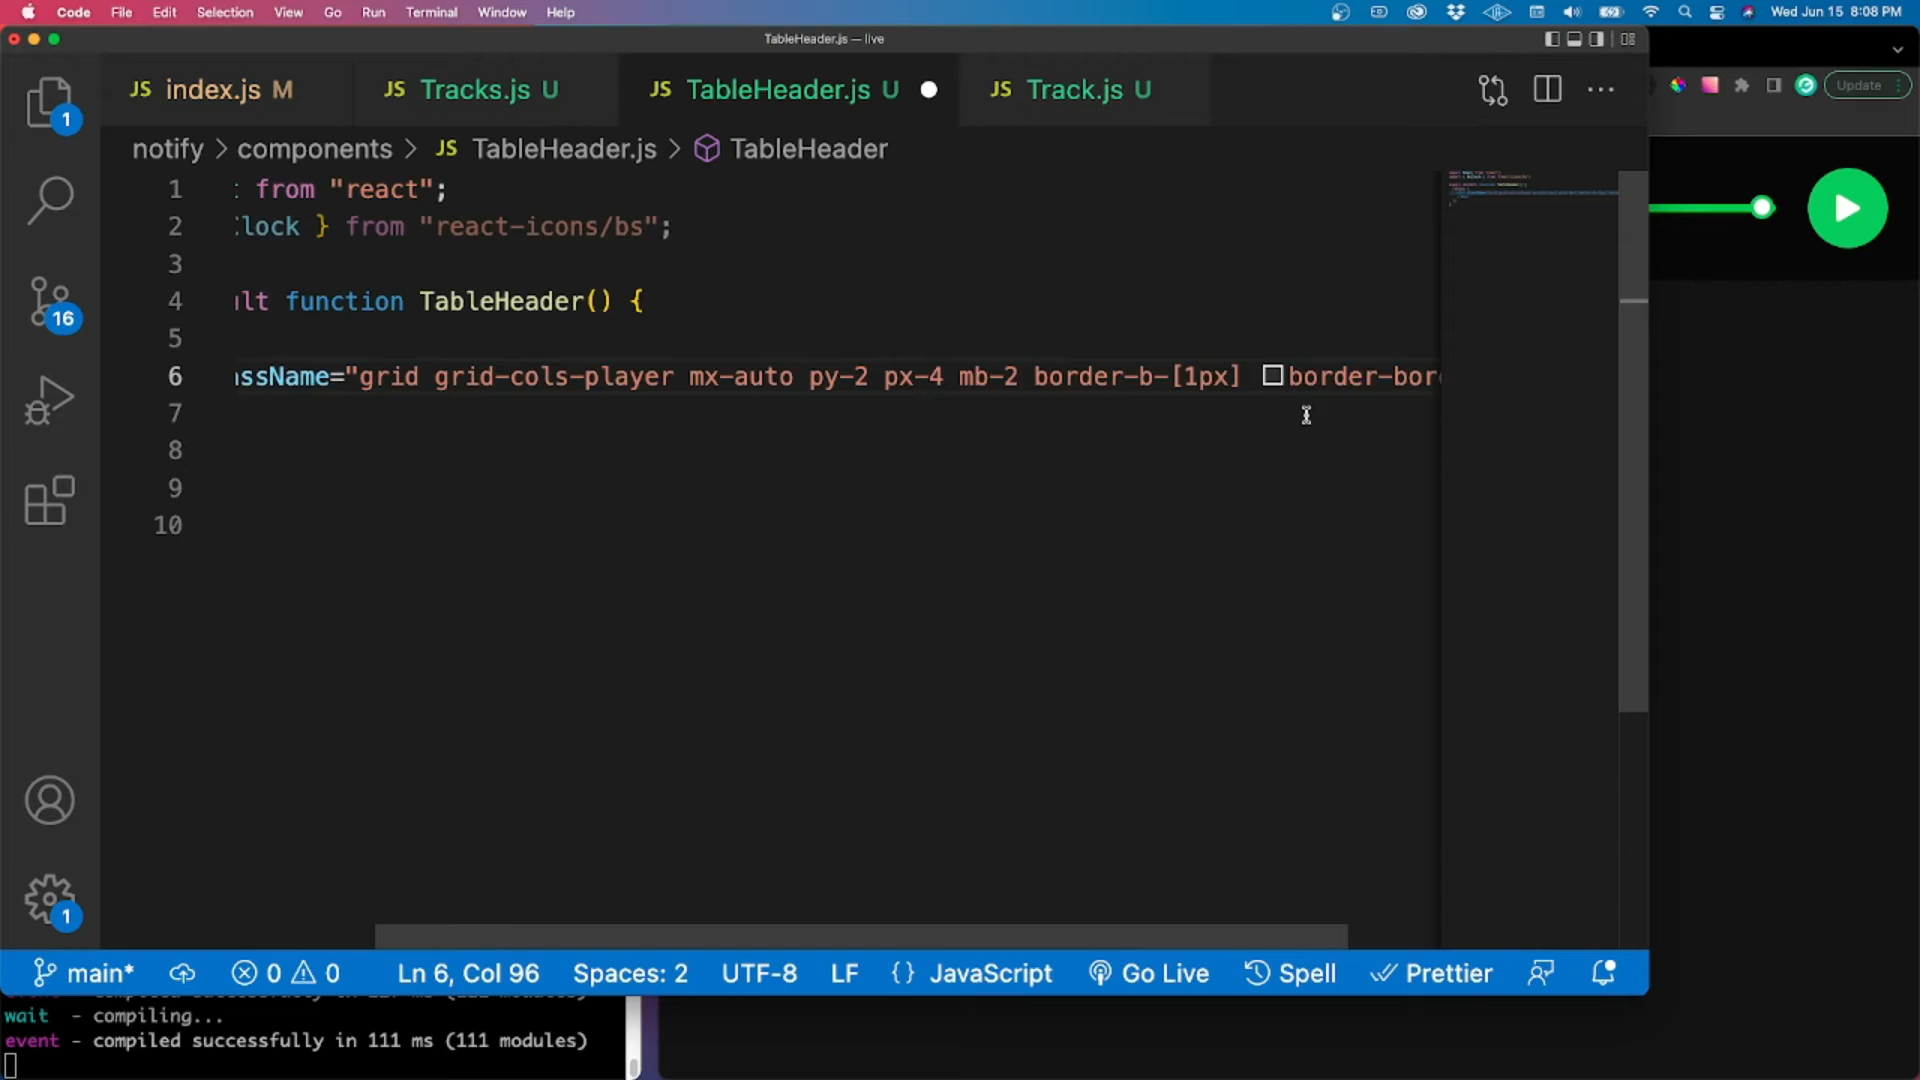 Code File Edit Selection View Go Run Terminal Window Help Wed Jun 15 8:08 PM
TableHeader.js — live
JS index.js M JS Tracks.js U JS TableHeader.js U JS Track.js U
Update
notify > components > JS TableHeader.js > TableHeader
1 : from "react";
2 lock } from "react-icons/bs";
3
4 ult function TableHeader() {
5
6 assName="grid grid-cols-player mx-auto py-2 px-4 mb-2 border-b-[1px] border-bor
7
8
9
10
1
16
1
main* 0 0 Ln 6, Col 96 Spaces: 2 UTF-8 LF {} JavaScript Go Live Spell Prettier
wait - compiling...
event - compiled successfully in 111 ms (111 modules)